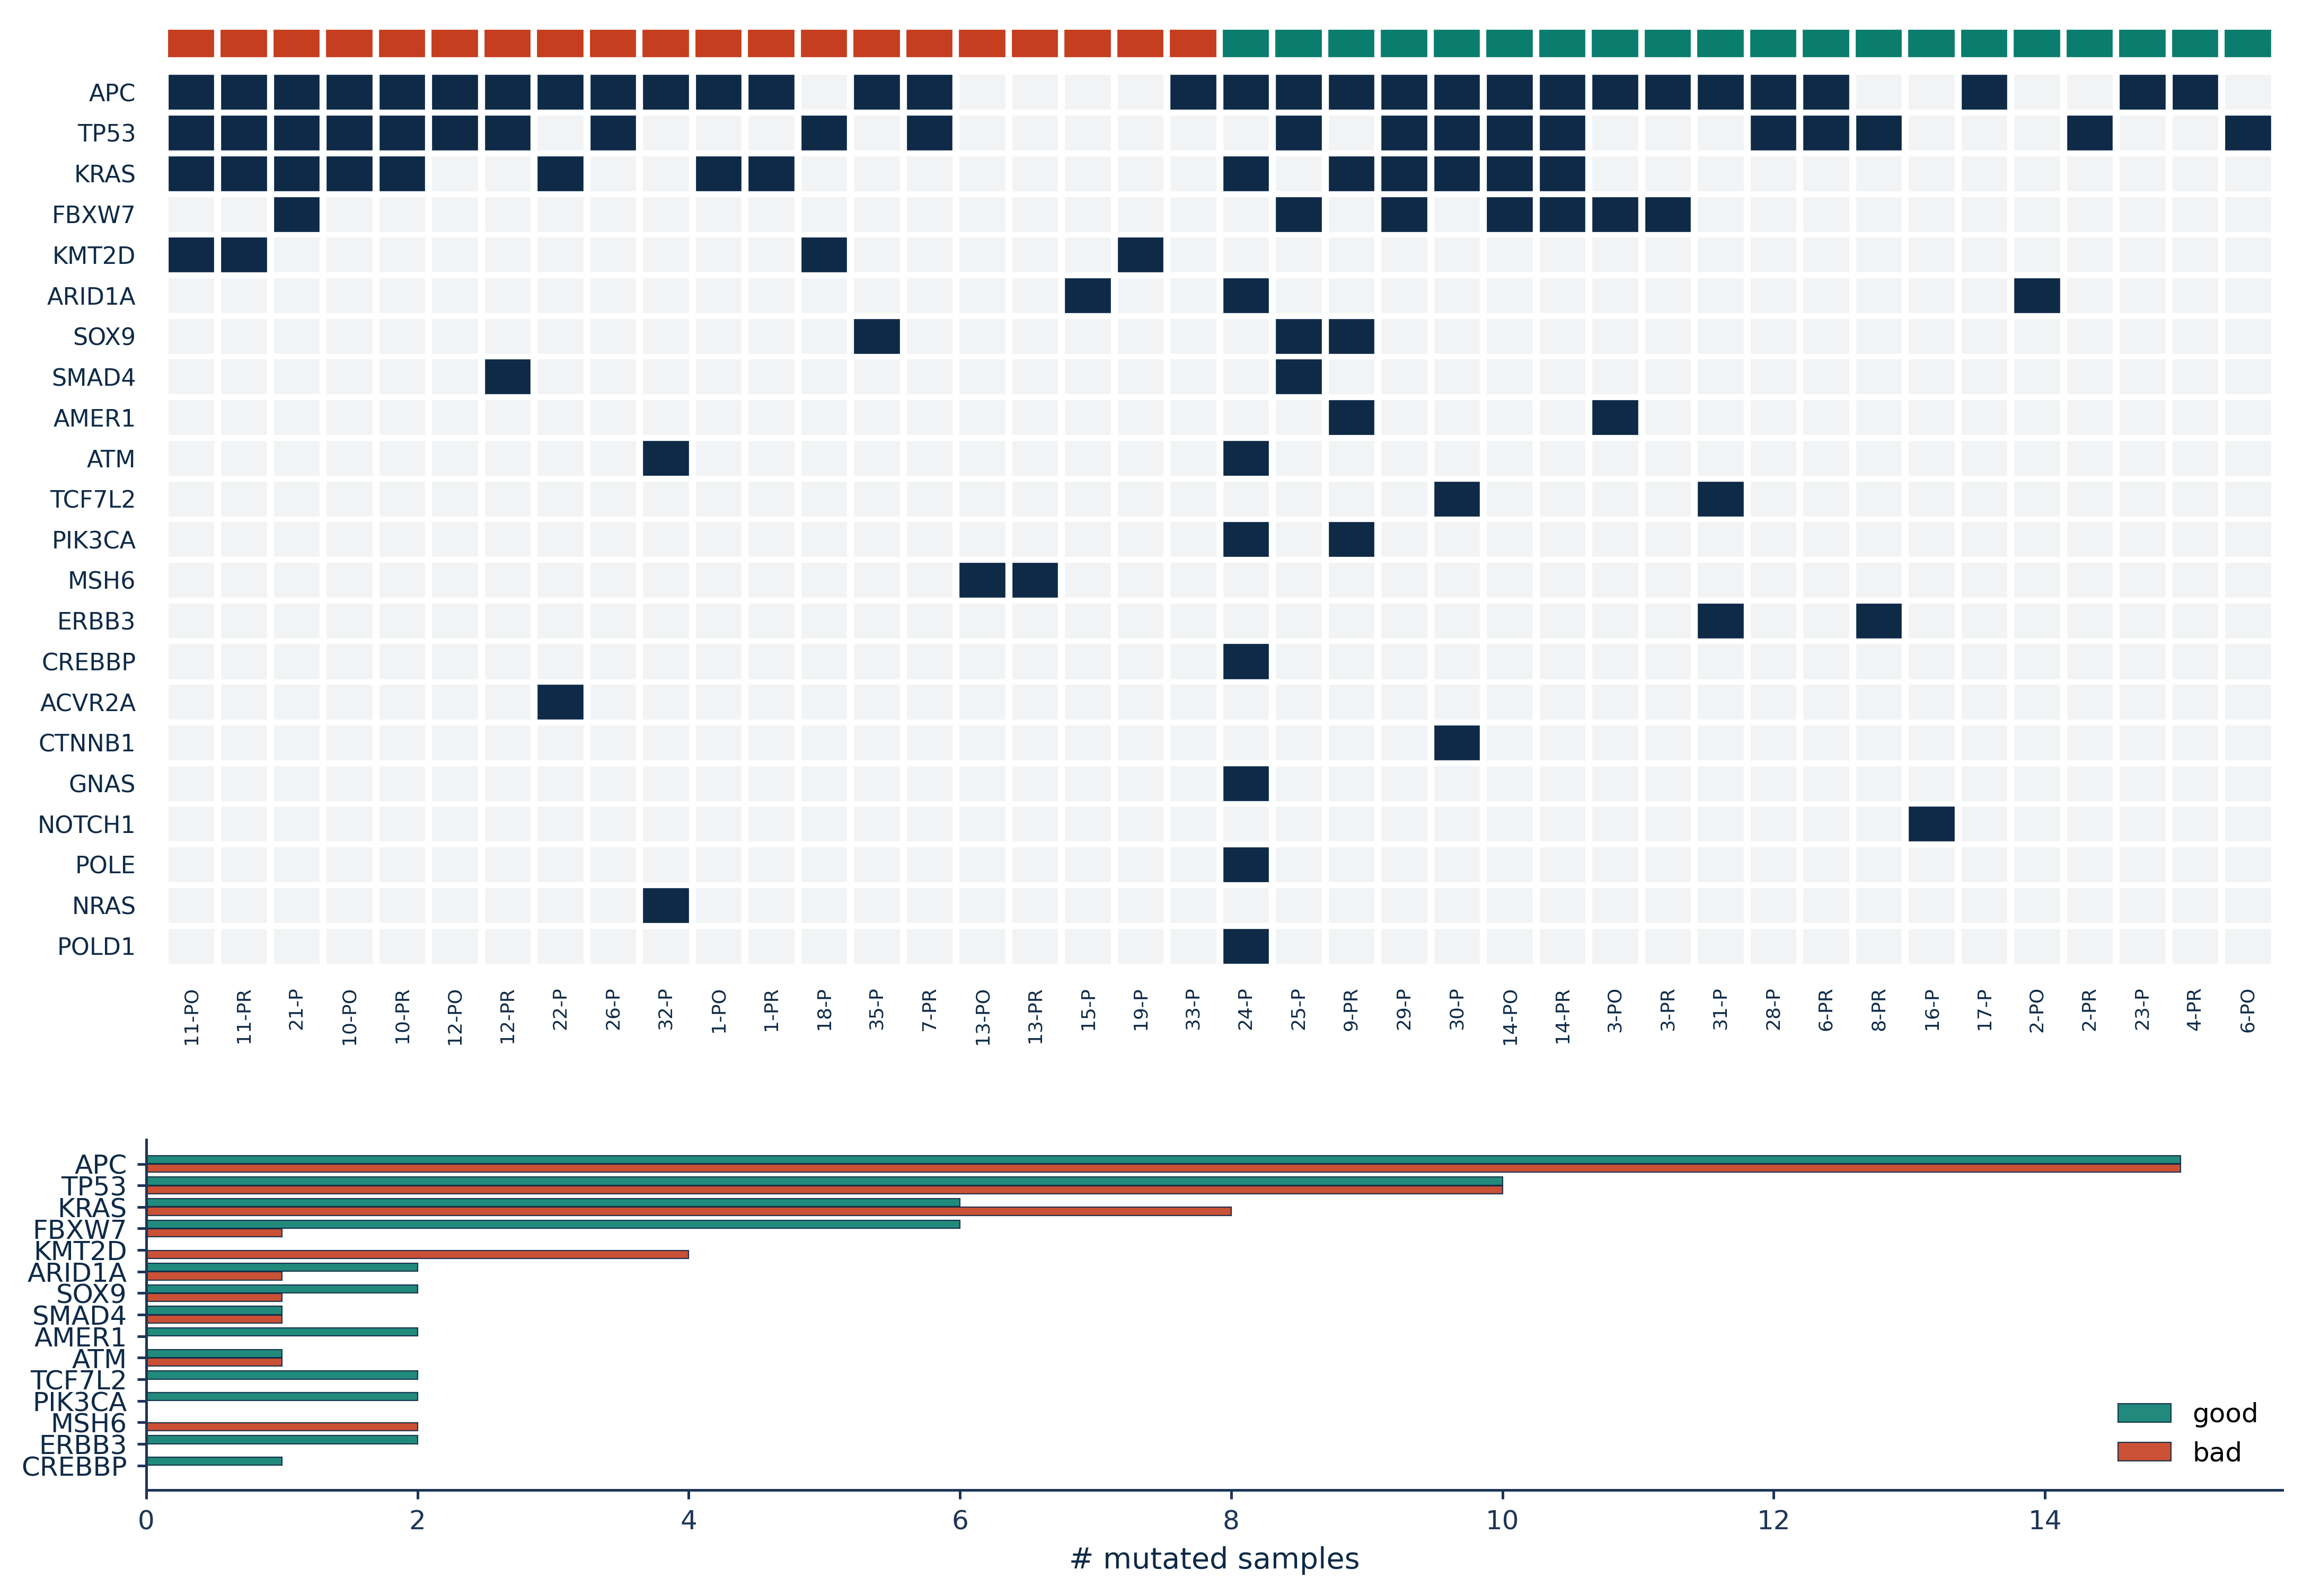 APC
TP53
KRAS
FBXW7
KMT2D
ARID1A
SOX9
SMAD4
AMER1
ATM
TCF7L2
PIK3CA
MSH6
ERBB3
CREBBP
ACVR2A
CTNNB1
GNAS
NOTCH1
POLE
NRAS
POLD1
11-PO 11-PR 21-P 10-PO 10-PR 12-PO 12-PR 22-P 26-P 32-P 1-PO 1-PR 18-P 35-P 7-PR 13-PO 13-PR 15-P 19-P 33-P 24-P 25-P 9-PR 29-P 30-P 14-PO 14-PR 3-PO 3-PR 31-P 28-P 6-PR 8-PR 16-P 17-P 2-PO 2-PR 23-P 4-PR 6-PO
APC
TP53
KRAS
FBXW7
KMT2D
ARID1A
SOX9
SMAD4
AMER1
ATM
TCF7L2
PIK3CA
MSH6
ERBB3
CREBBP
good
bad
0 2 4 6 8 10 12 14
# mutated samples